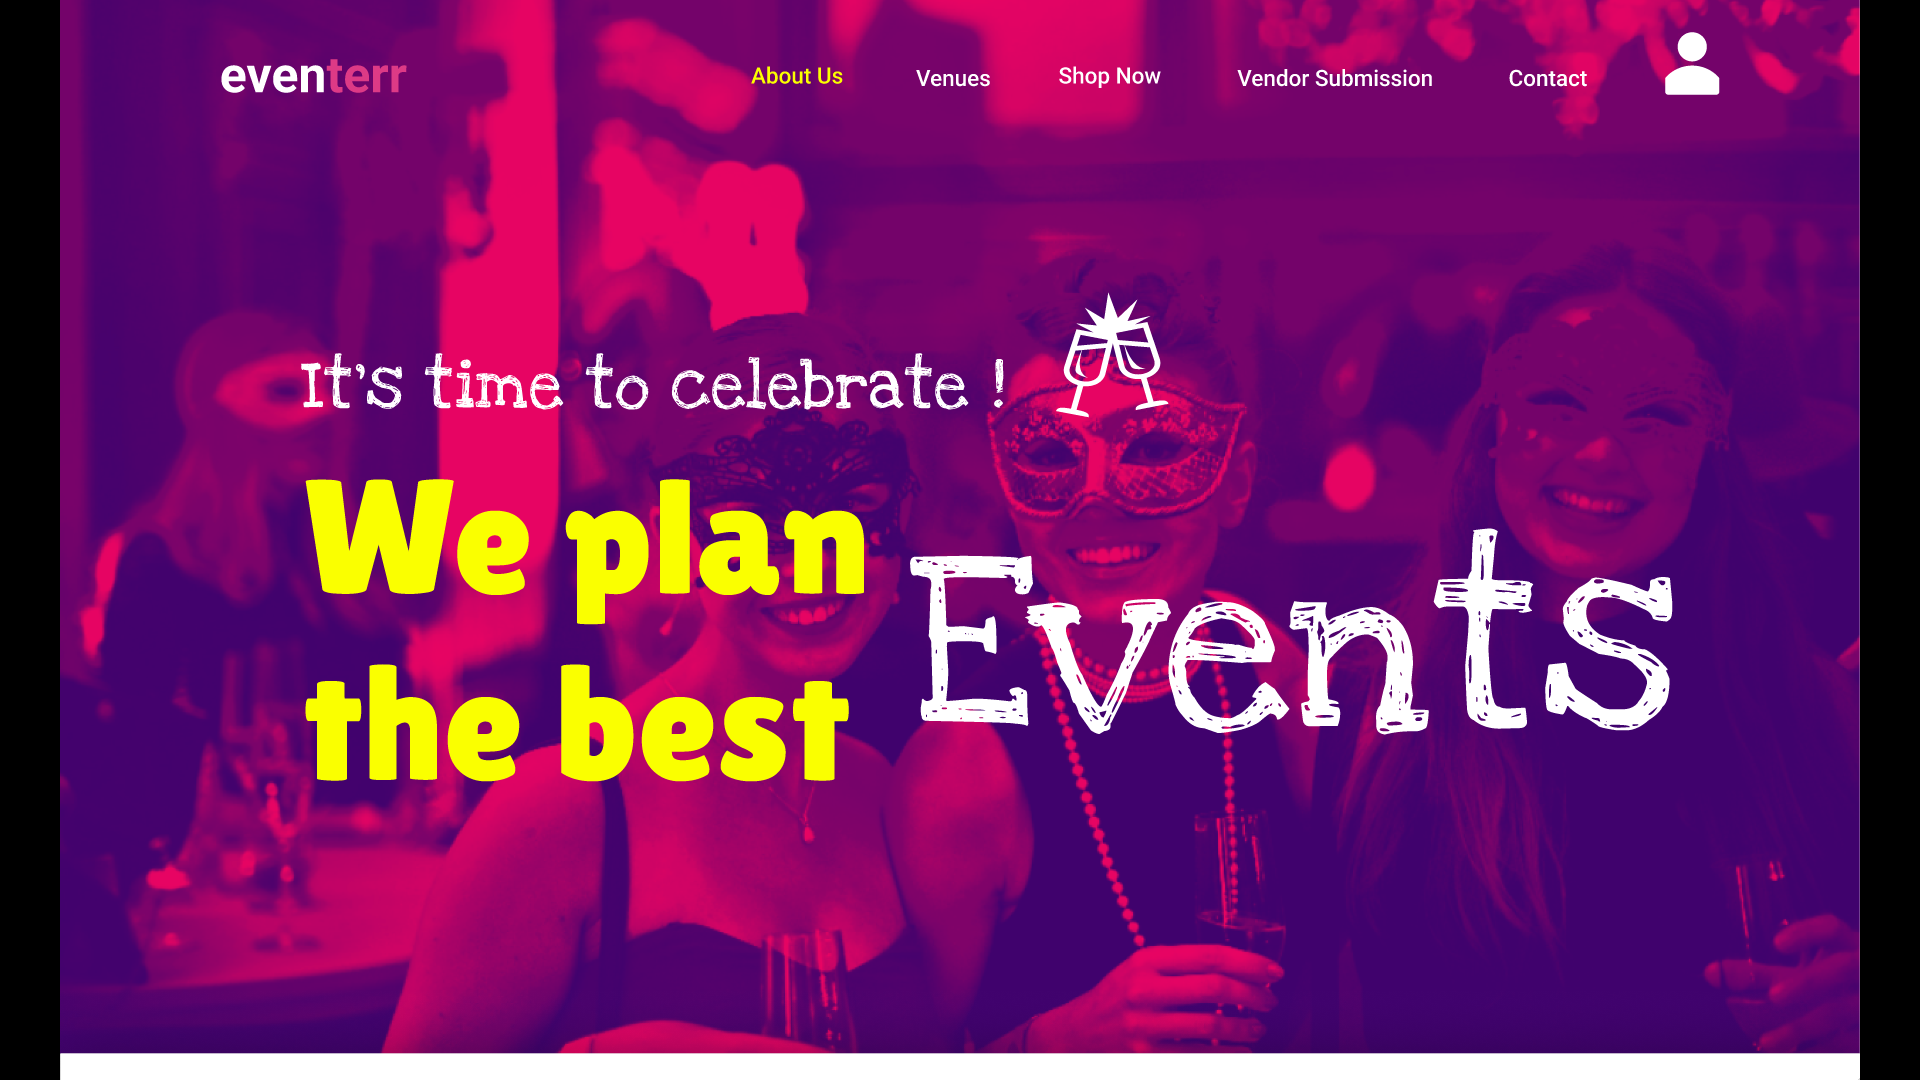 eventerr
About Us Venues Shop Now Vendor Submission Contact
It's time to celebrate !
We plan
the best
Events